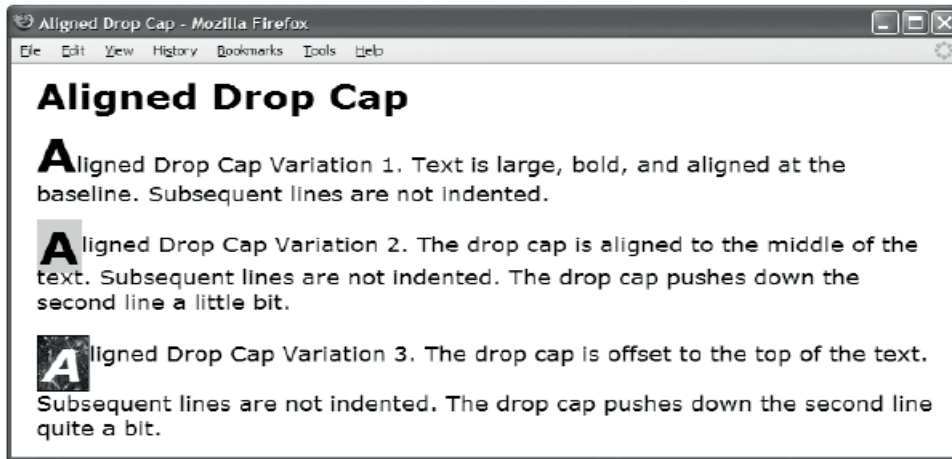 Aligned Drop Cap - Mozilla Firefox
File Edit View History Bookmarks Tools Help
Aligned Drop Cap
Aligned Drop Cap Variation 1. Text is large, bold, and aligned at the
baseline. Subsequent lines are not indented.
Aligned Drop Cap Variation 2. The drop cap is aligned to the middle of the
text. Subsequent lines are not indented. The drop cap pushes down the
second line a little bit.
Aligned Drop Cap Variation 3. The drop cap is offset to the top of the text.
Subsequent lines are not indented. The drop cap pushes down the second line
quite a bit.